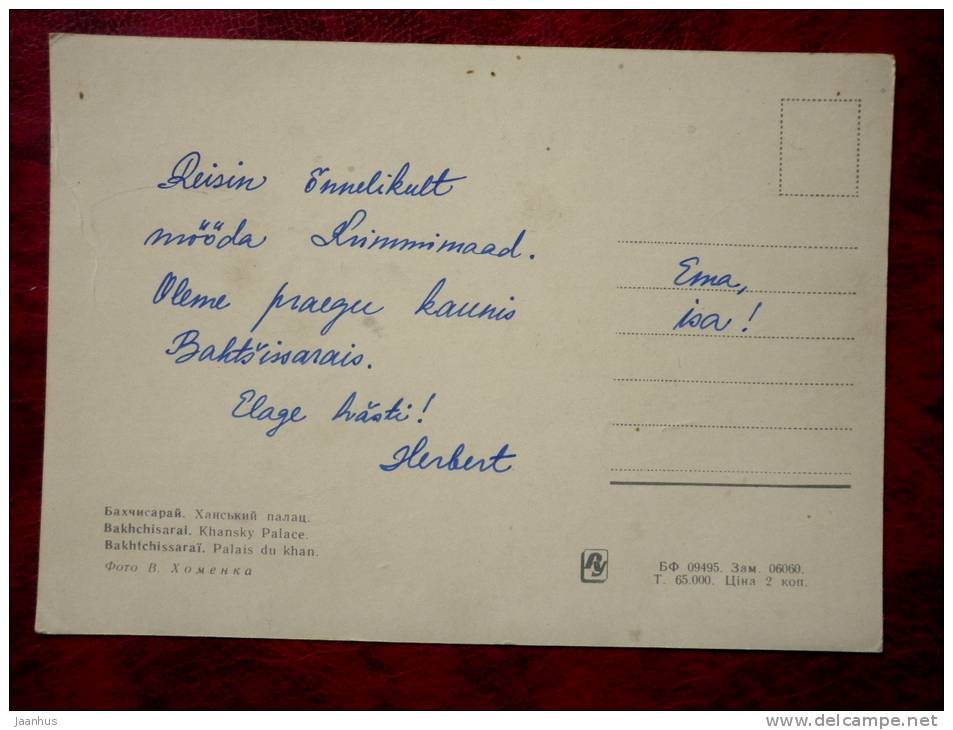 Reisin õnnelikult
mööda Krimmimaad.
Oleme praegu kaunis
Bahtšissarais.
Elage hästi!
Herbert
Ema,
isa!
Бахчисарай. Ханський палац.
Bakhchisarai. Khansky Palace.
Bakhtchissaraï. Palais du khan.
Фото В. Хоменка
БФ 09495. Зам. 06060.
Т. 65.000. Ціна 2 коп.
jaanhus
www.delcampe.net